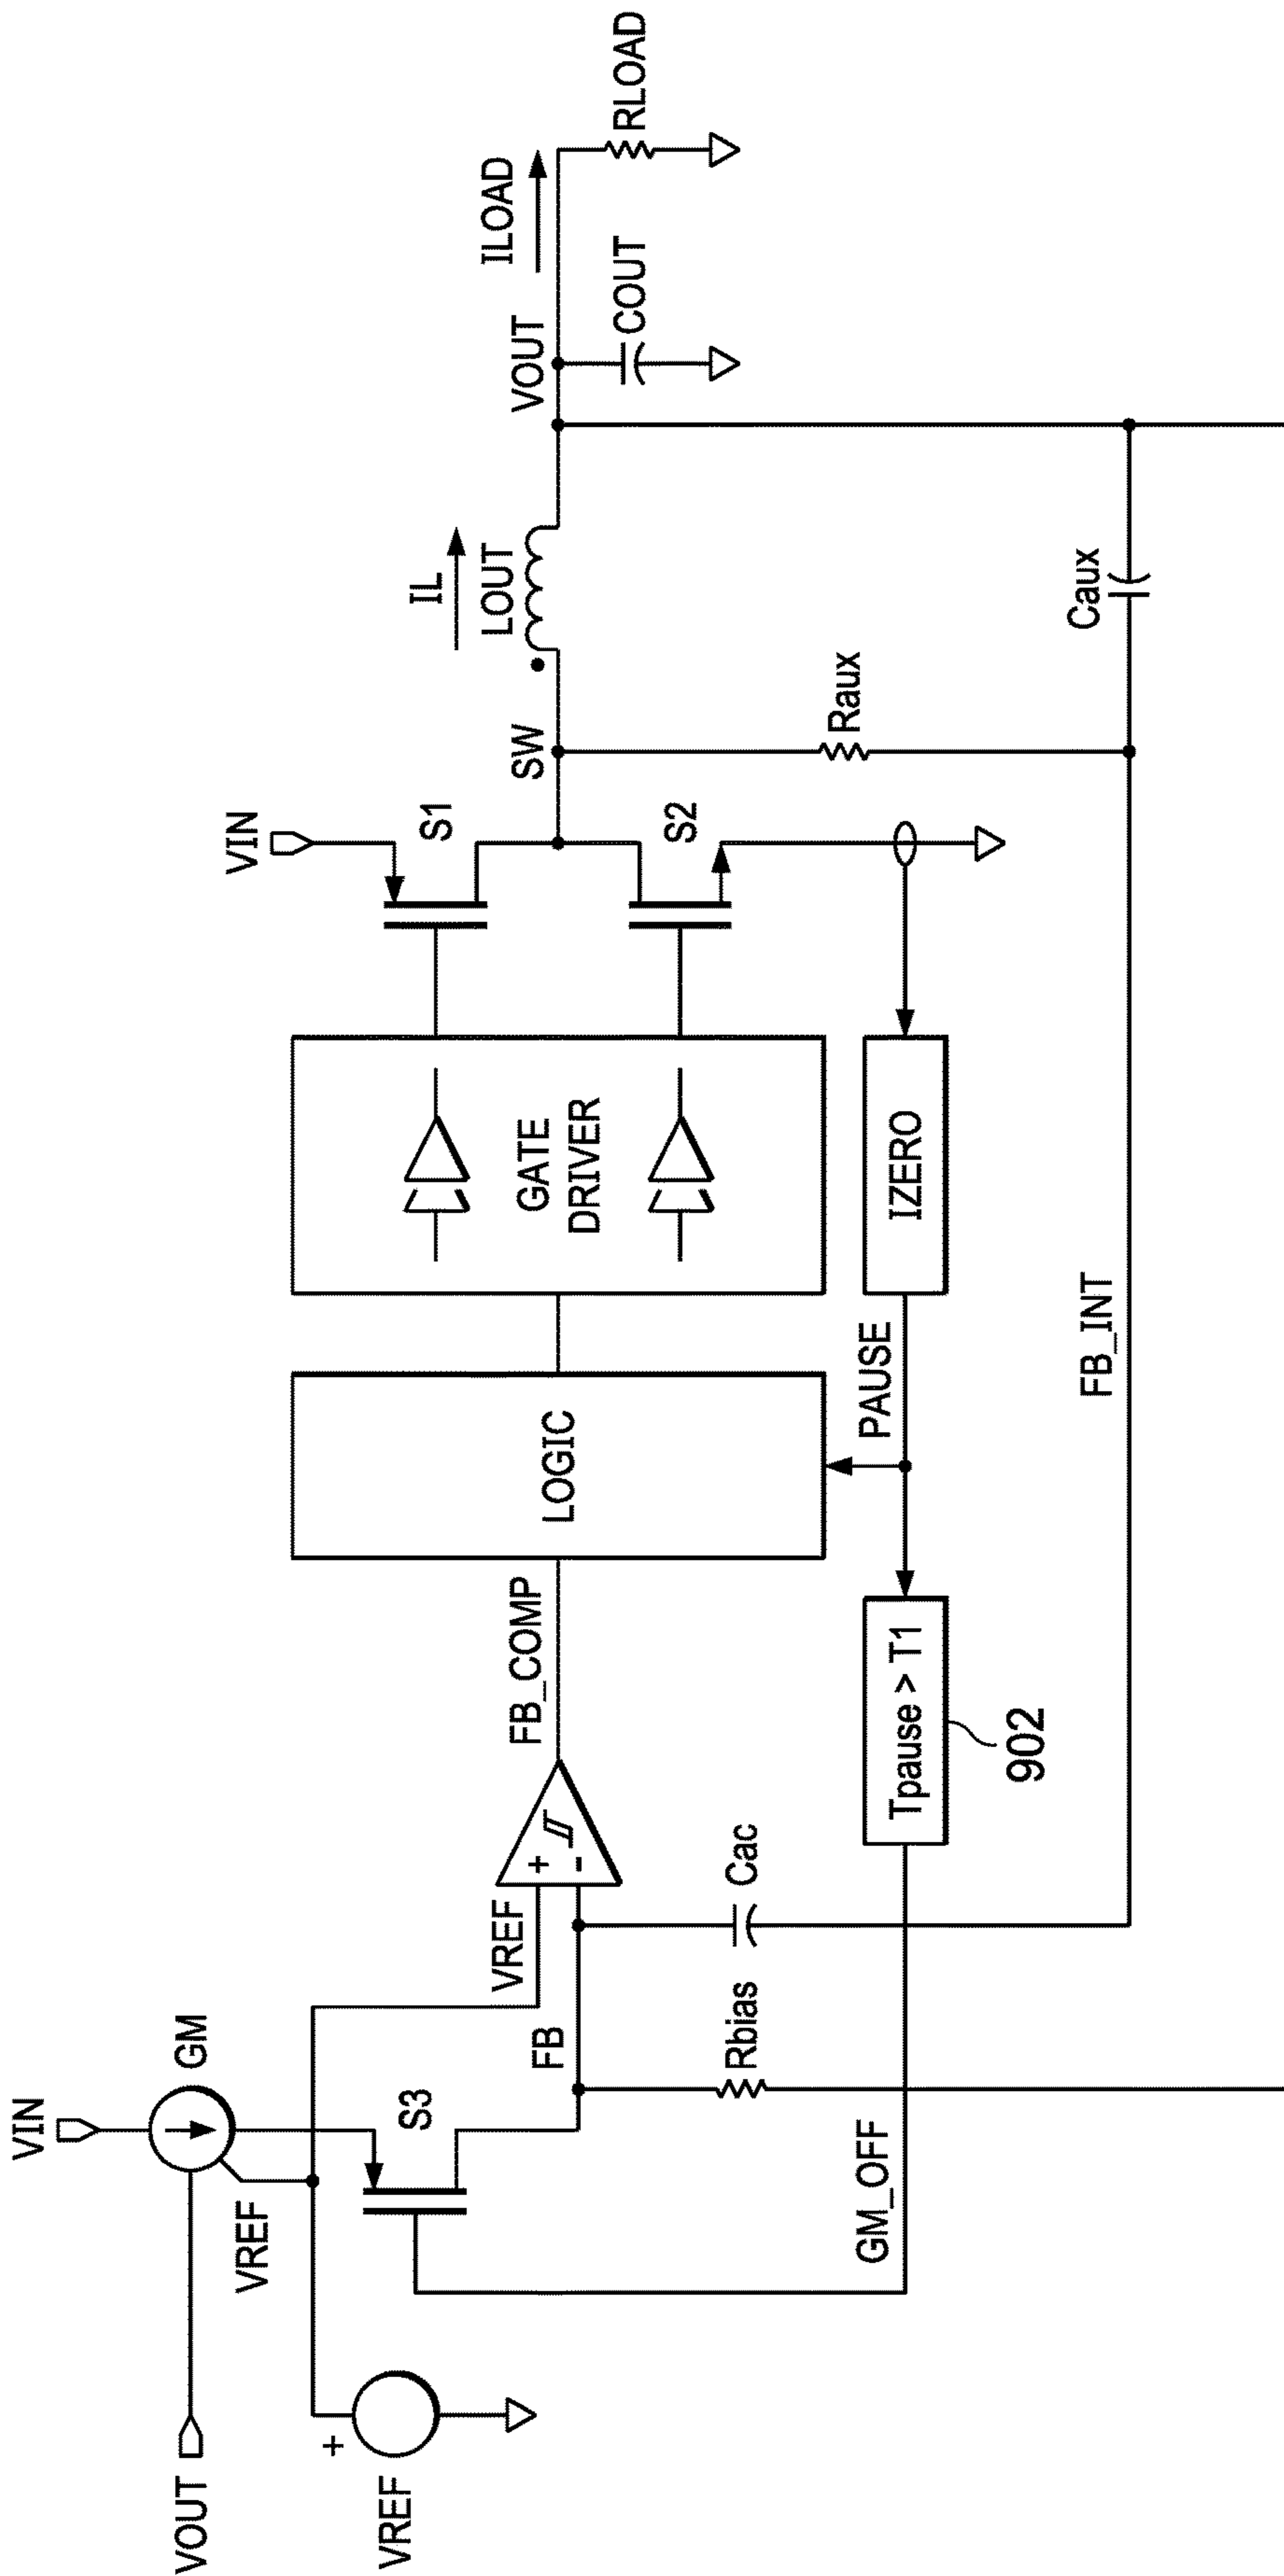 VIN
GM
VOUT
VREF
+
VREF
S3
FB
VREF
+
-
FB_COMP
Rbias
Cac
GM_OFF
Tpause > T1
902
LOGIC
PAUSE
GATE
DRIVER
IZERO
FB_INT
VIN
S1
S2
SW
Raux
Caux
IL
LOUT
VOUT
COUT
ILOAD
RLOAD